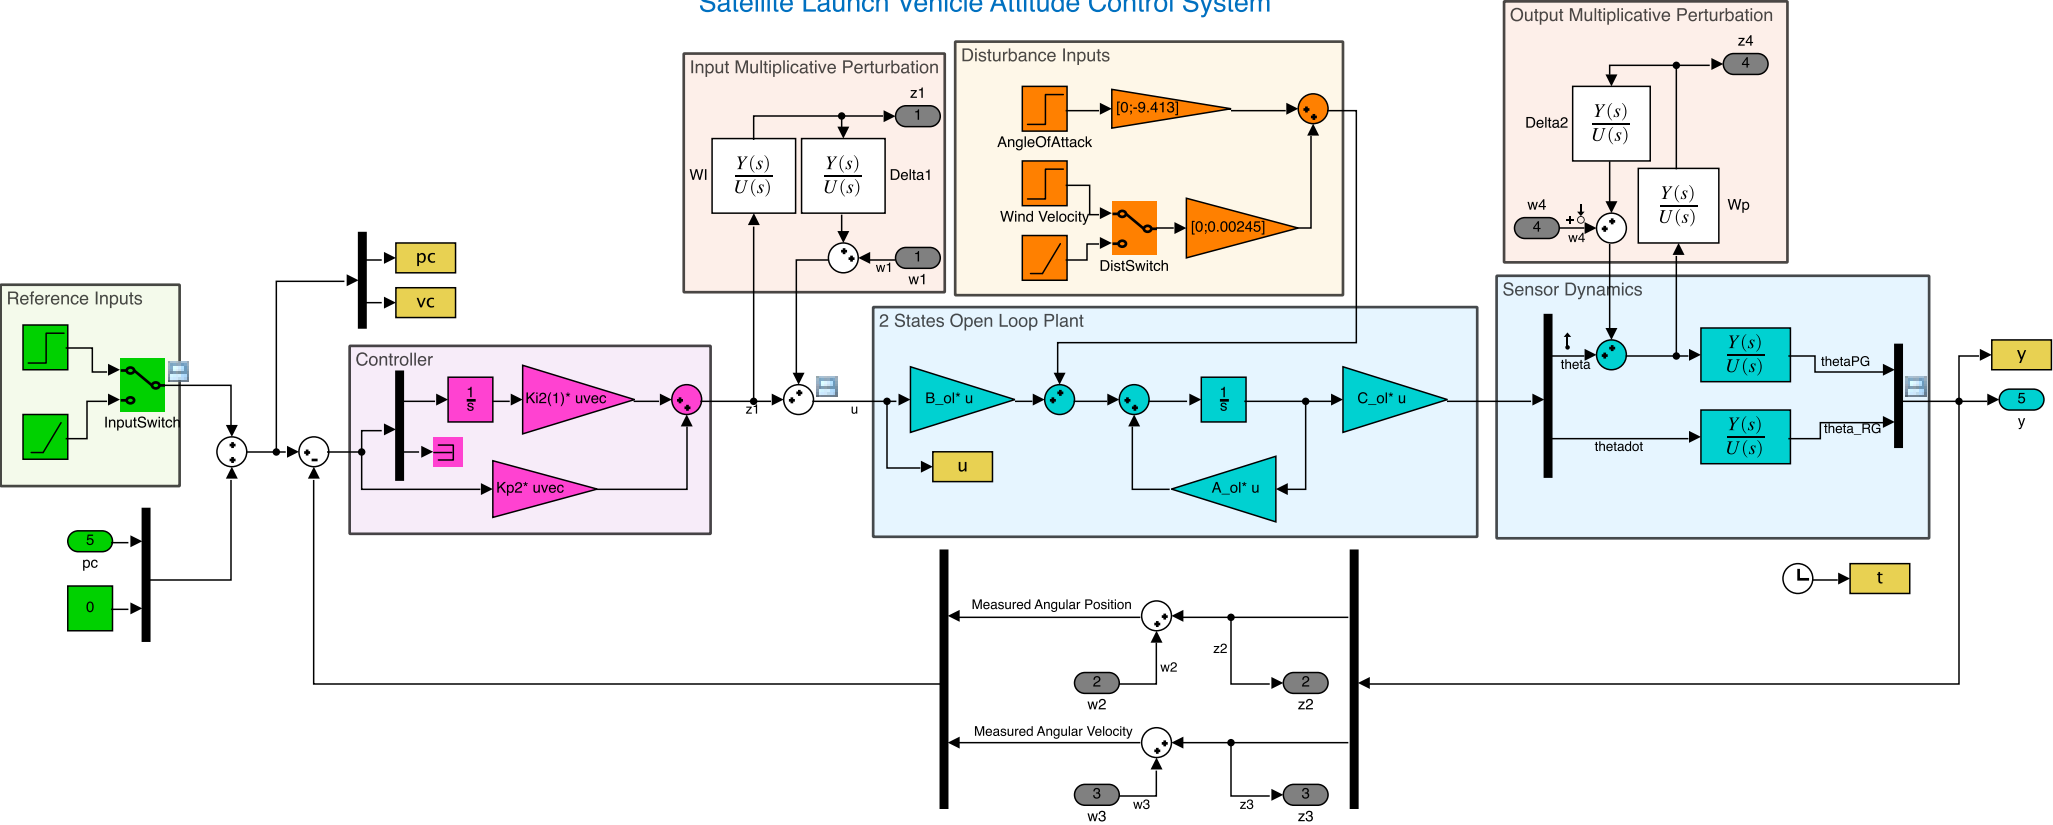 Satellite Launch Vehicle Attitude Control System
Reference Inputs
InputSwitch
5
pc
0
pc
vc
Controller
1
s
Ki2(1)* uvec
Kp2* uvec
z1
Input Multiplicative Perturbation
z1
1
WI
Y(s)
U(s)
Y(s)
U(s)
Delta1
w1
1
w1
Disturbance Inputs
AngleOfAttack
[0;-9.413]
Wind Velocity
[0;0.00245]
DistSwitch
2 States Open Loop Plant
u
B_ol* u
1
s
C_ol* u
u
A_ol* u
Output Multiplicative Perturbation
z4
4
Delta2
Y(s)
U(s)
Y(s)
U(s)
Wp
w4
4
w4
Sensor Dynamics
theta
Y(s)
U(s)
thetaPG
thetadot
Y(s)
U(s)
theta_RG
y
5
y
t
Measured Angular Position
z2
w2
2
w2
2
z2
Measured Angular Velocity
3
w3
w3
z3
3
z3